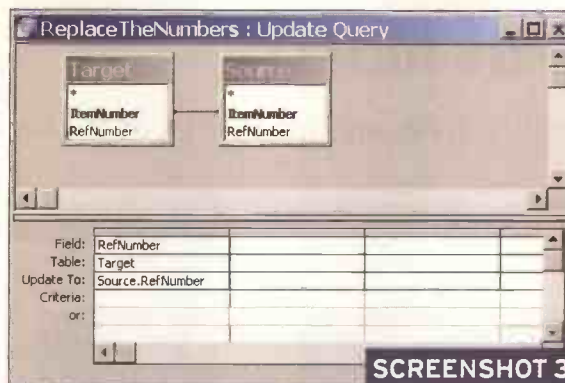 ReplaceTheNumbers : Update Query
Target
Source
*
*
ItemNumber
ItemNumber
RefNumber
RefNumber
Field: RefNumber
Table: Target
Update To: Source.RefNumber
Criteria:
or:
SCREENSHOT 3